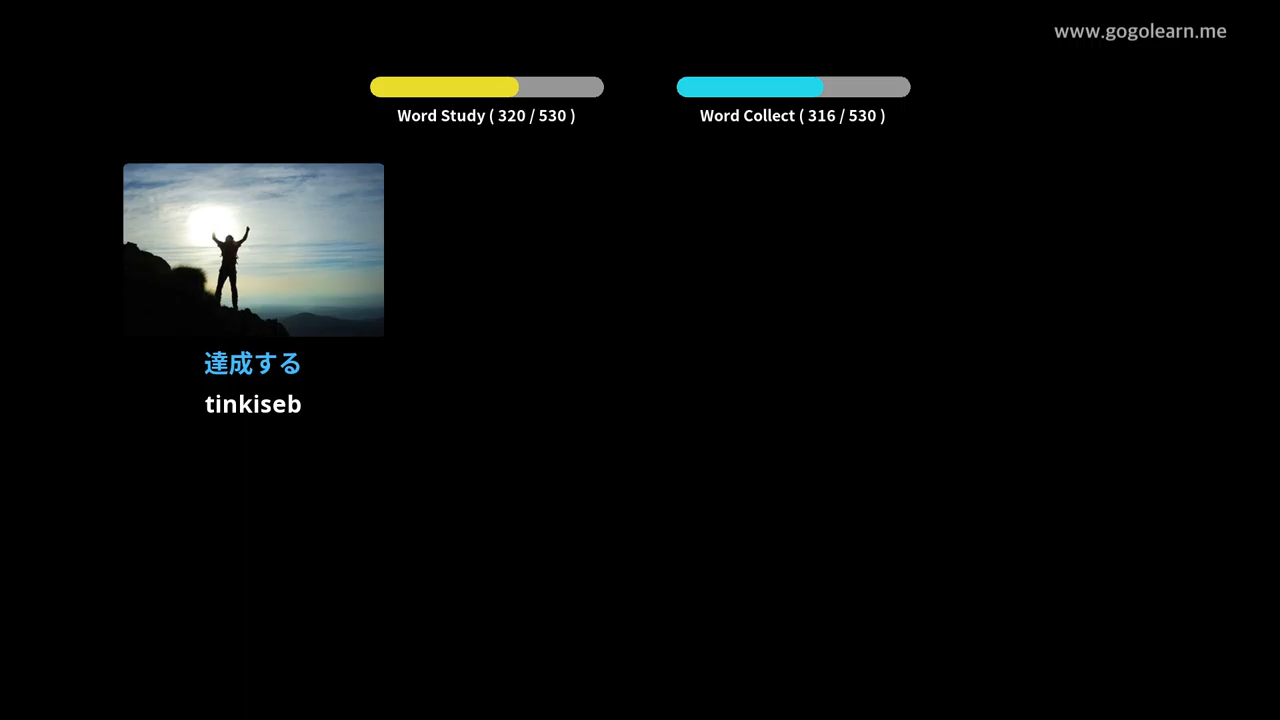 www.gogolearn.me
Word Study ( 320 / 530 )
Word Collect ( 316 / 530 )
達成する
tinkiseb